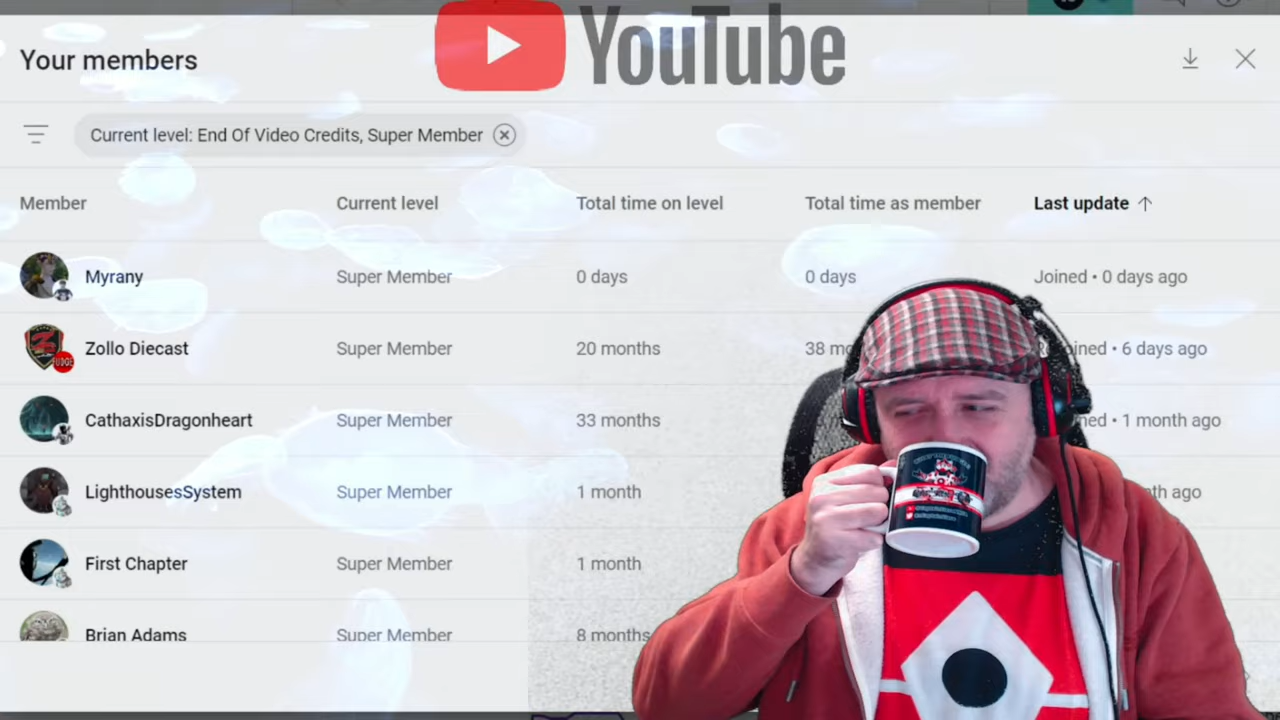 YouTube
Your members
Current level: End Of Video Credits, Super Member
Member Current level Total time on level Total time as member Last update
Myrany Super Member 0 days 0 days Joined • 0 days ago
Zollo Diecast Super Member 20 months 38 Joined • 6 days ago
CathaxisDragonheart Super Member 33 months • 1 month ago
LighthousesSystem Super Member 1 month ago
First Chapter Super Member 1 month
Brian Adams Super Member 8 months